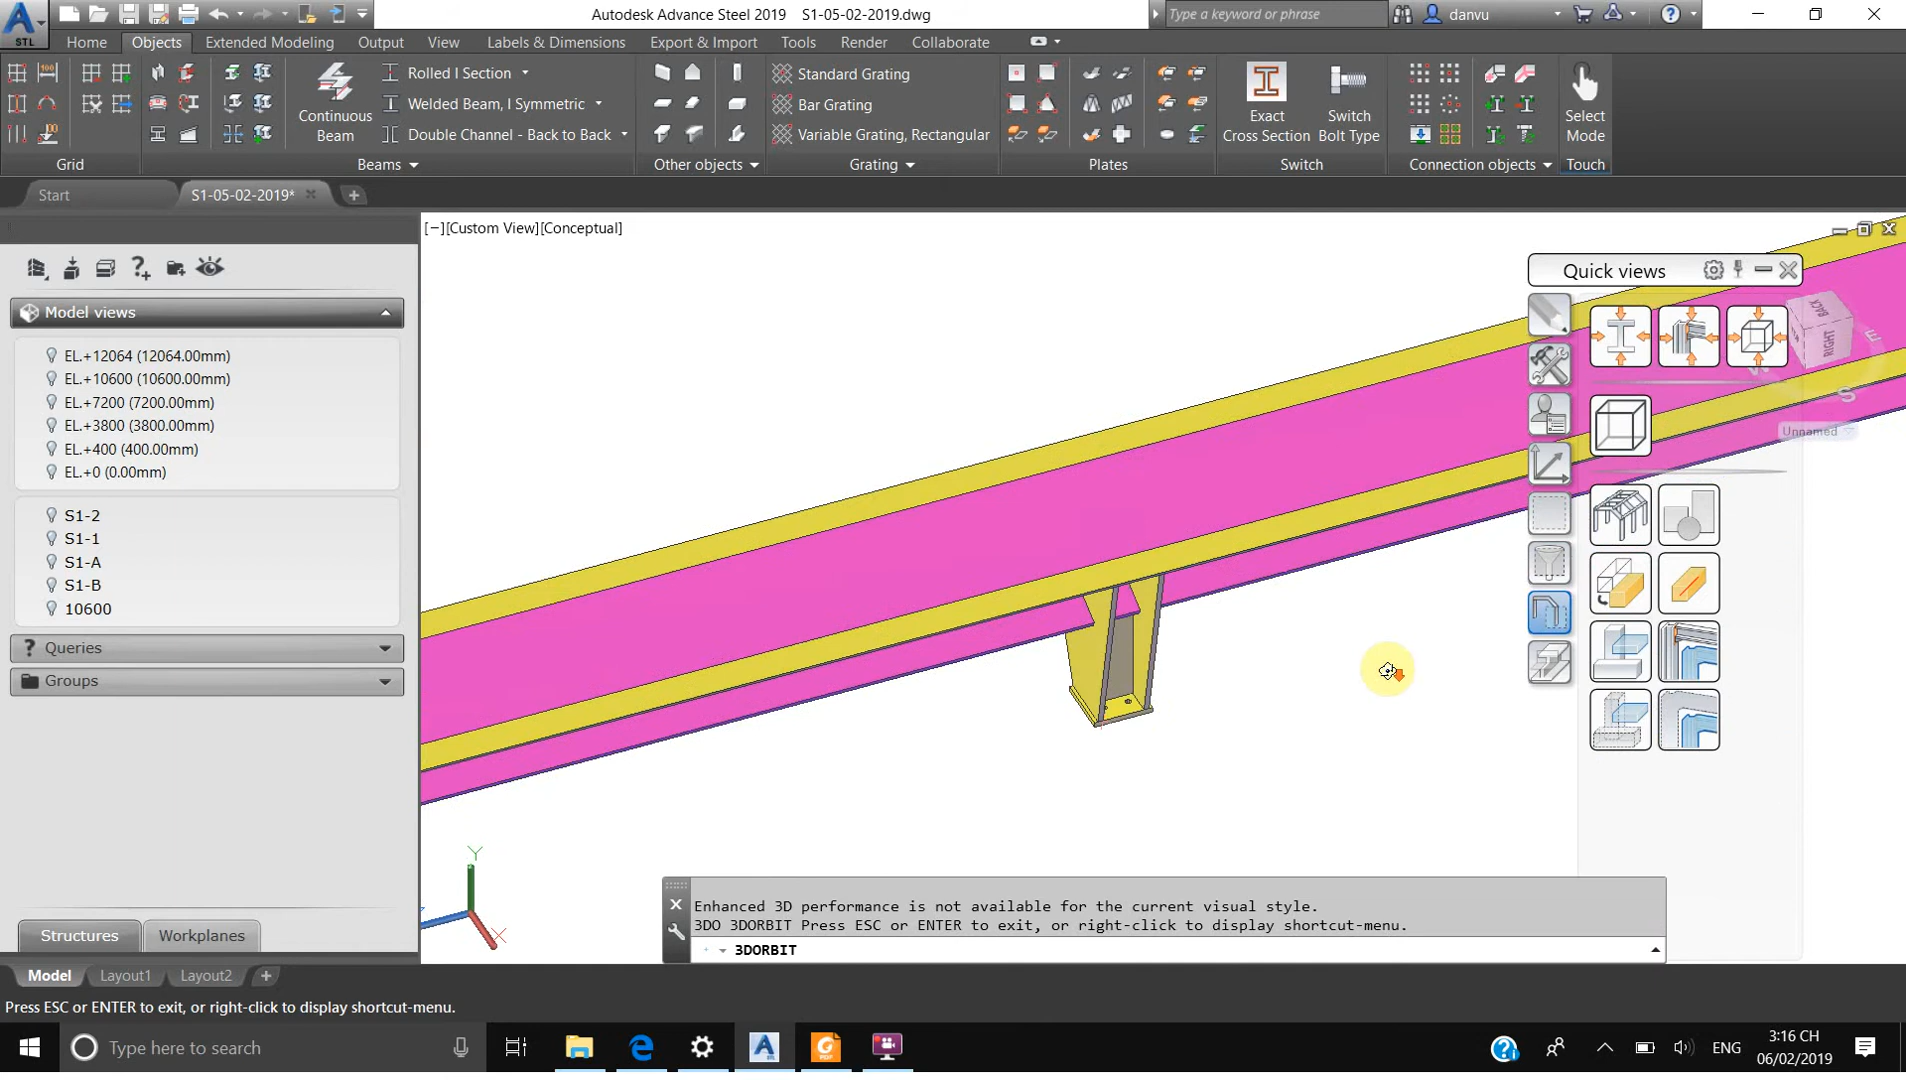 Autodesk Advance Steel 2019 S1-05-02-2019.dwg
Type a keyword or phrase
danvu
STL
Home Objects Extended Modeling Output View Labels & Dimensions Export & Import Tools Render Collaborate
100
Continuous Beam
Rolled I Section
Welded Beam, I Symmetric
Double Channel - Back to Back
Standard Grating
Bar Grating
Variable Grating, Rectangular
Exact Cross Section
Switch Bolt Type
Select Mode
Grid Beams Other objects Grating Plates Switch Connection objects Touch
Start S1-05-02-2019*
[−][Custom View][Conceptual]
Quick views
Model views
EL.+12064 (12064.00mm)
EL.+10600 (10600.00mm)
EL.+7200 (7200.00mm)
EL.+3800 (3800.00mm)
EL.+400 (400.00mm)
EL.+0 (0.00mm)
S1-2
S1-1
S1-A
S1-B
10600
Queries
Groups
BACK
RIGHT
E
S
Unnamed
Y
X
Enhanced 3D performance is not available for the current visual style.
3DO 3DORBIT Press ESC or ENTER to exit, or right-click to display shortcut-menu.
3DORBIT
Structures Workplanes
Model Layout1 Layout2
Press ESC or ENTER to exit, or right-click to display shortcut-menu.
Type here to search
STL
PDF
ENG
3:16 CH
06/02/2019